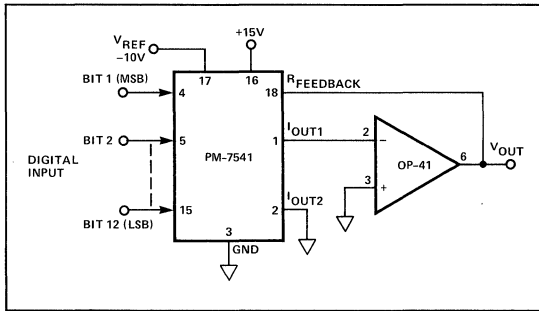 +15V
VREF
-10V
17
16
BIT 1 (MSB)
4
18
RFEEDBACK
BIT 2
5
1
IOUT1
2
6
VOUT
DIGITAL
INPUT
PM-7541
OP-41
−
3
+
BIT 12 (LSB)
15
2
IOUT2
3
GND